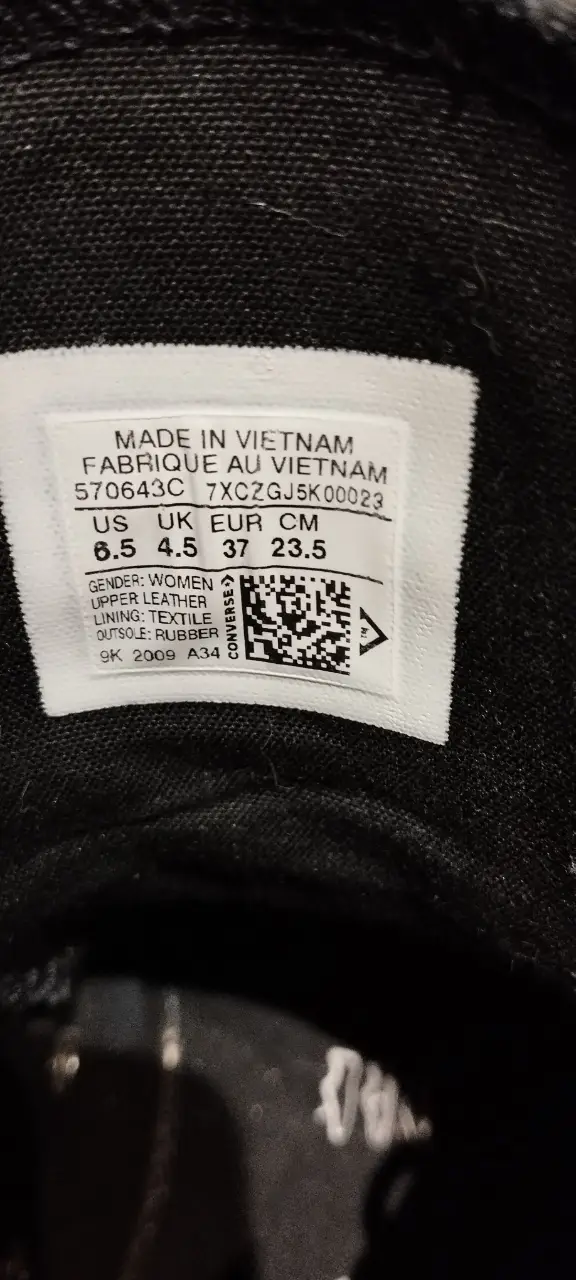 MADE IN VIETNAM
FABRIQUE AU VIETNAM
570643C 7XCZGJ5K00023
US UK EUR CM
6.5 4.5 37 23.5
GENDER: WOMEN
UPPER LEATHER
LINING: TEXTILE
OUTSOLE: RUBBER
9K 2009 A34
CONVERSE
TM